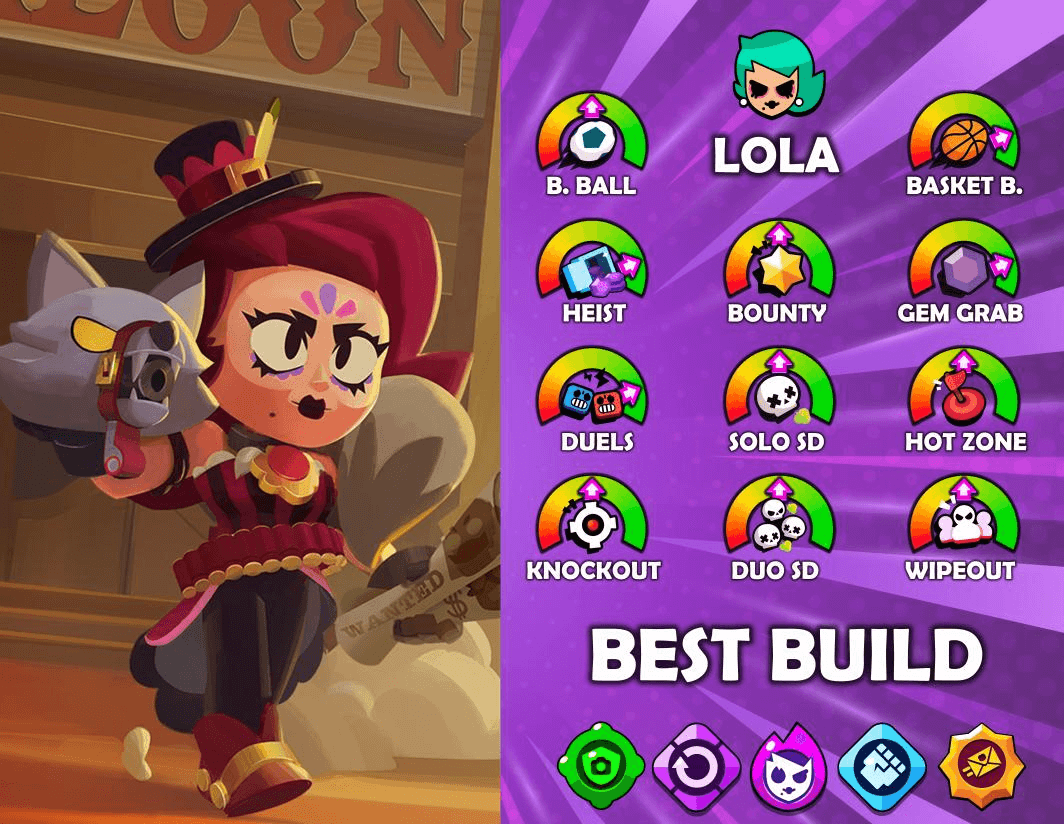 LOON
LOLA
B. BALL
BASKET B.
HEIST
BOUNTY
GEM GRAB
DUELS
SOLO SD
HOT ZONE
KNOCKOUT
DUO SD
WIPEOUT
WANTED
$
BEST BUILD